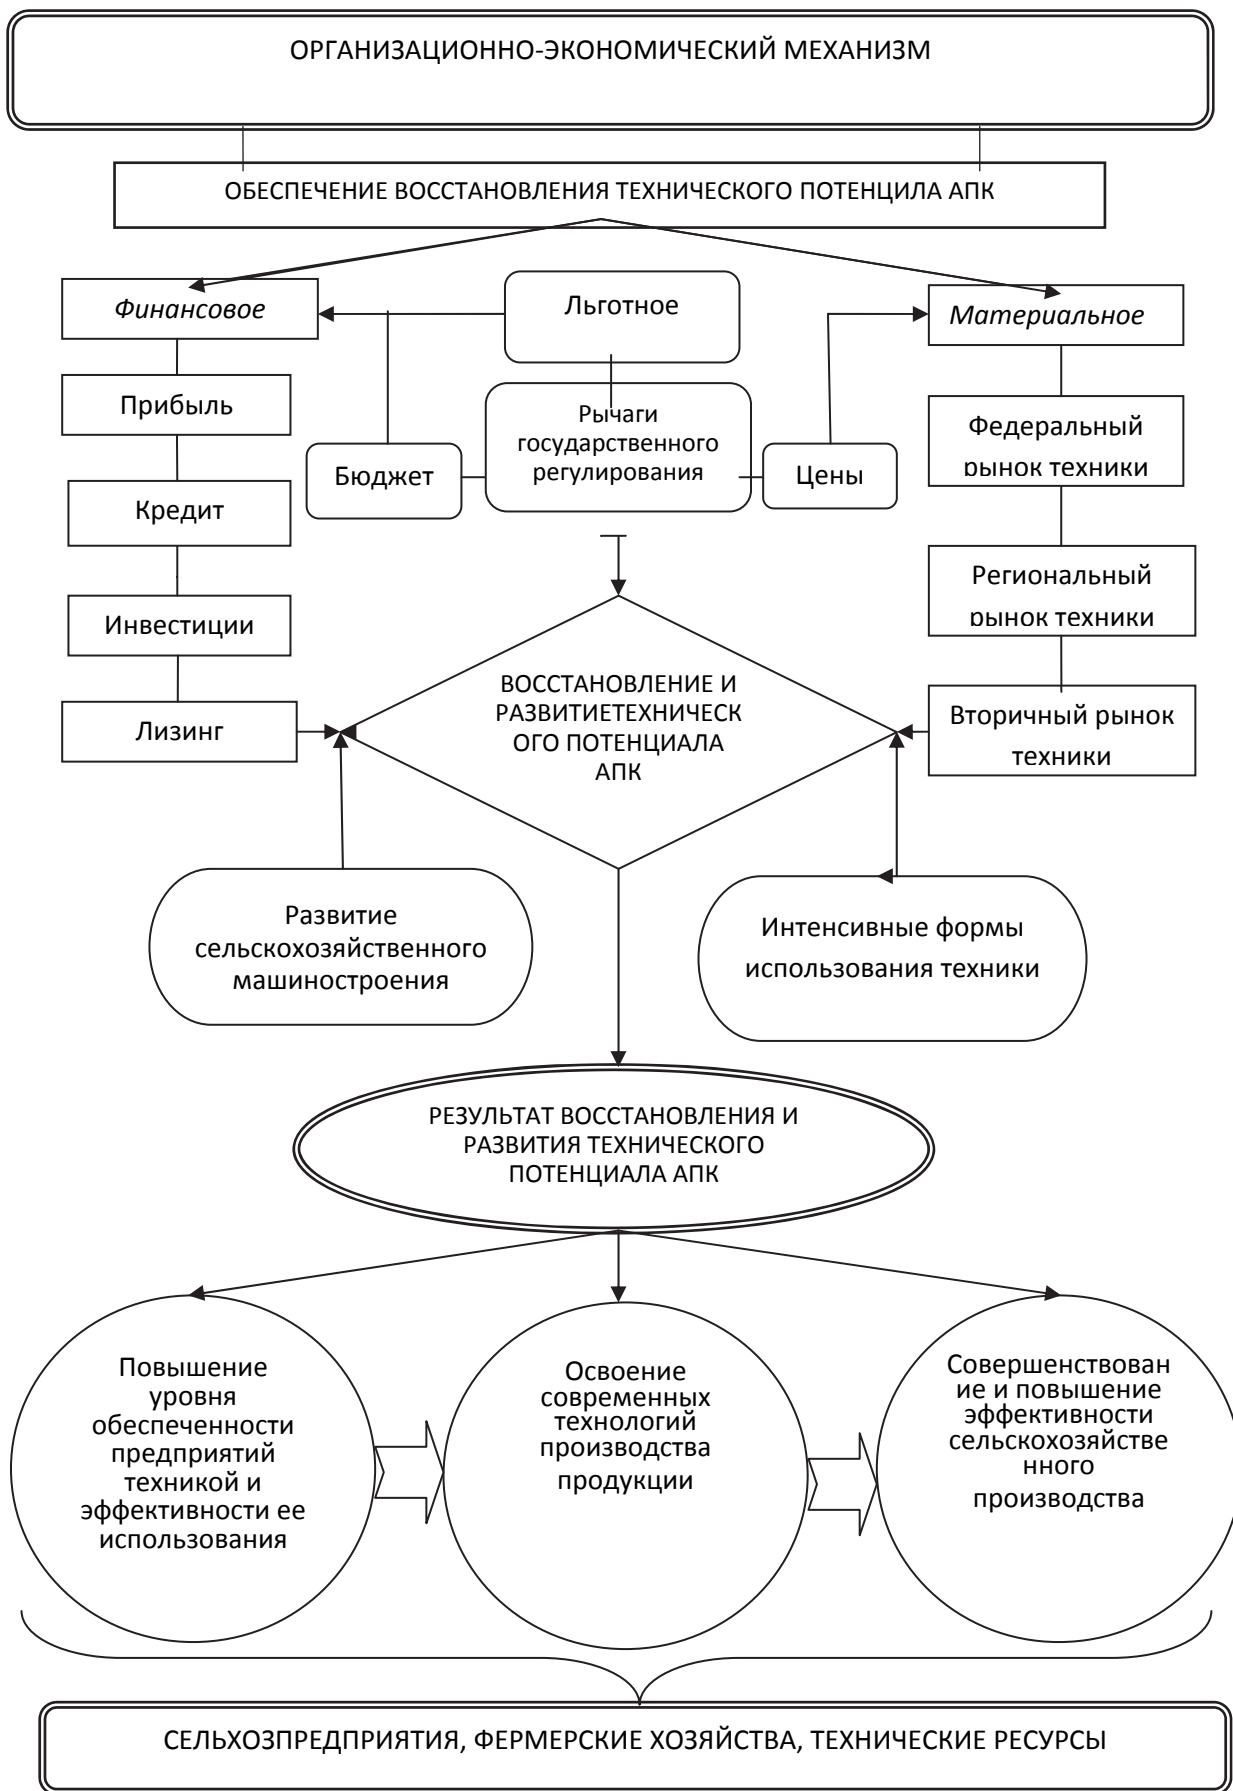 ОРГАНИЗАЦИОННО-ЭКОНОМИЧЕСКИЙ МЕХАНИЗМ
ОБЕСПЕЧЕНИЕ ВОССТАНОВЛЕНИЯ ТЕХНИЧЕСКОГО ПОТЕНЦИЛА АПК
Финансовое
Льготное
Материальное
Прибыль
Кредит
Инвестиции
Лизинг
Бюджет
Рычаги
государственного
регулирования
Цены
Федеральный
рынок техники
Региональный
рынок техники
Вторичный рынок
техники
ВОССТАНОВЛЕНИЕ И
РАЗВИТИЕТЕХНИЧЕСК
ОГО ПОТЕНЦИАЛА
АПК
Развитие
сельскохозяйственного
машиностроения
Интенсивные формы
использования техники
РЕЗУЛЬТАТ ВОССТАНОВЛЕНИЯ И
РАЗВИТИЯ ТЕХНИЧЕСКОГО
ПОТЕНЦИАЛА АПК
Повышение
уровня
обеспеченности
предприятий
техникой и
эффективности ее
использования
Освоение
современных
технологий
производства
продукции
Совершенствован
ие и повышение
эффективности
сельскохозяйстве
нного
производства
СЕЛЬХОЗПРЕДПРИЯТИЯ, ФЕРМЕРСКИЕ ХОЗЯЙСТВА, ТЕХНИЧЕСКИЕ РЕСУРСЫ